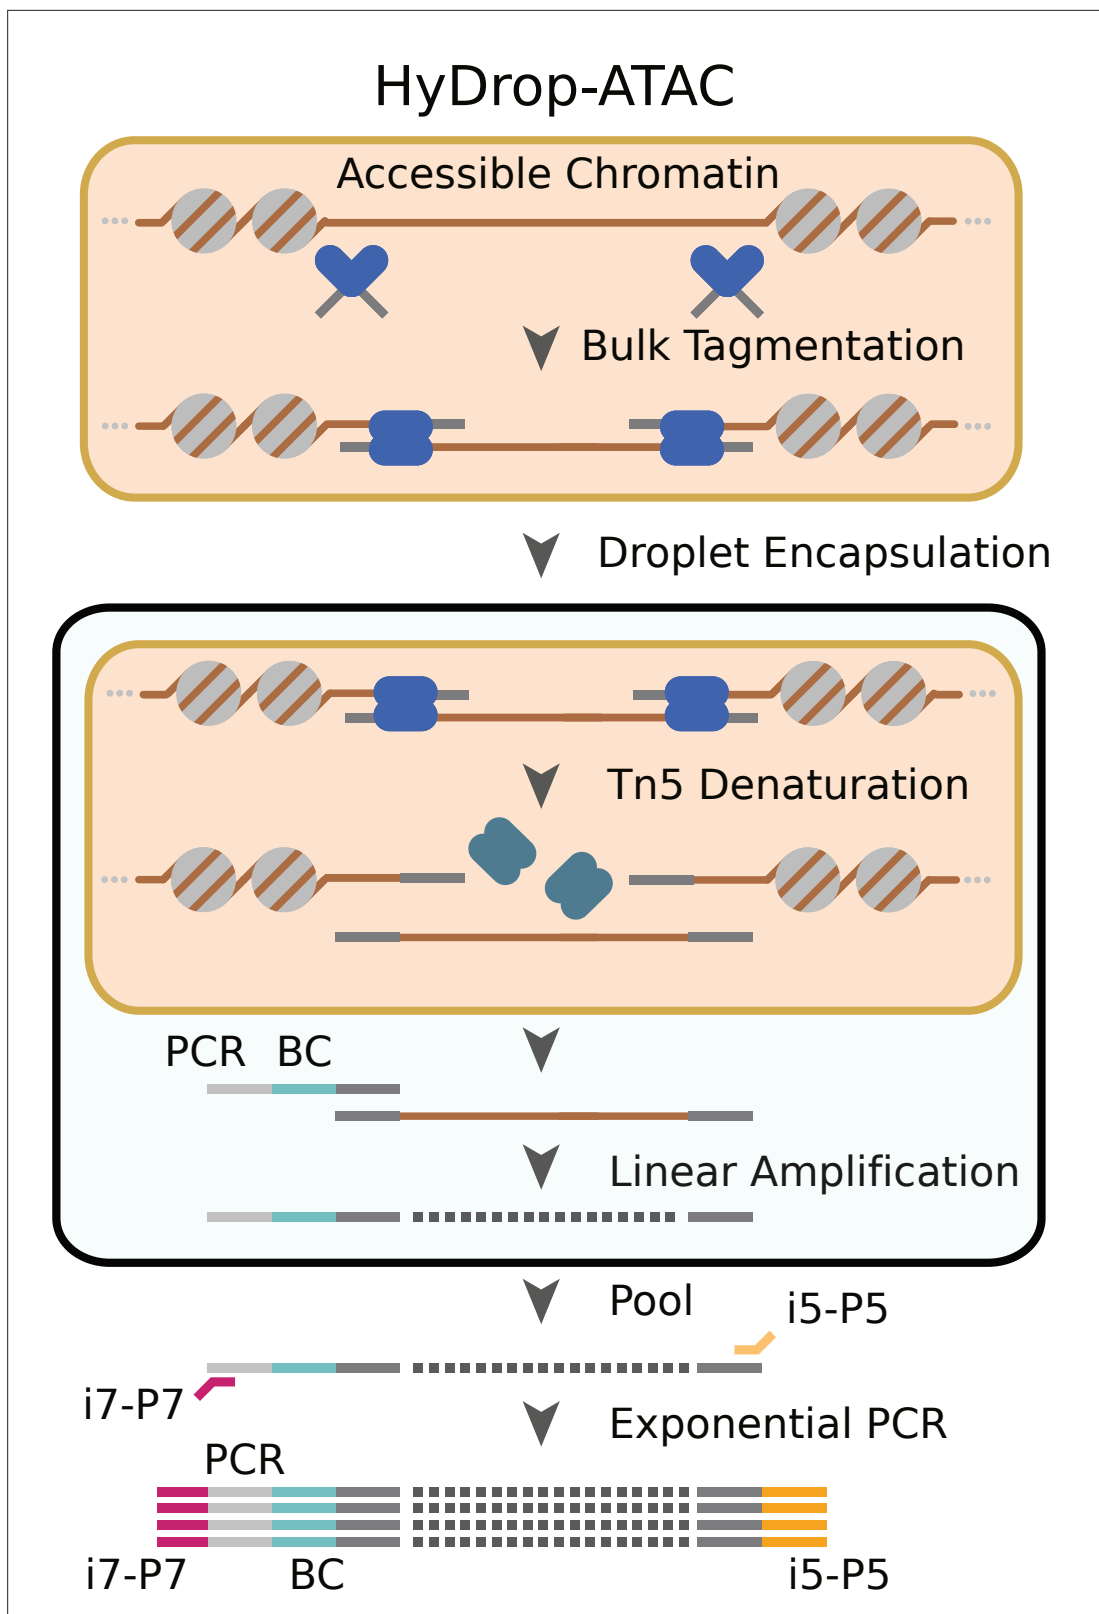 HyDrop-ATAC
Accessible Chromatin
Bulk Tagmentation
Droplet Encapsulation
Tn5 Denaturation
PCR BC
Linear Amplification
Pool
i5-P5
i7-P7
Exponential PCR
PCR
i7-P7 BC i5-P5